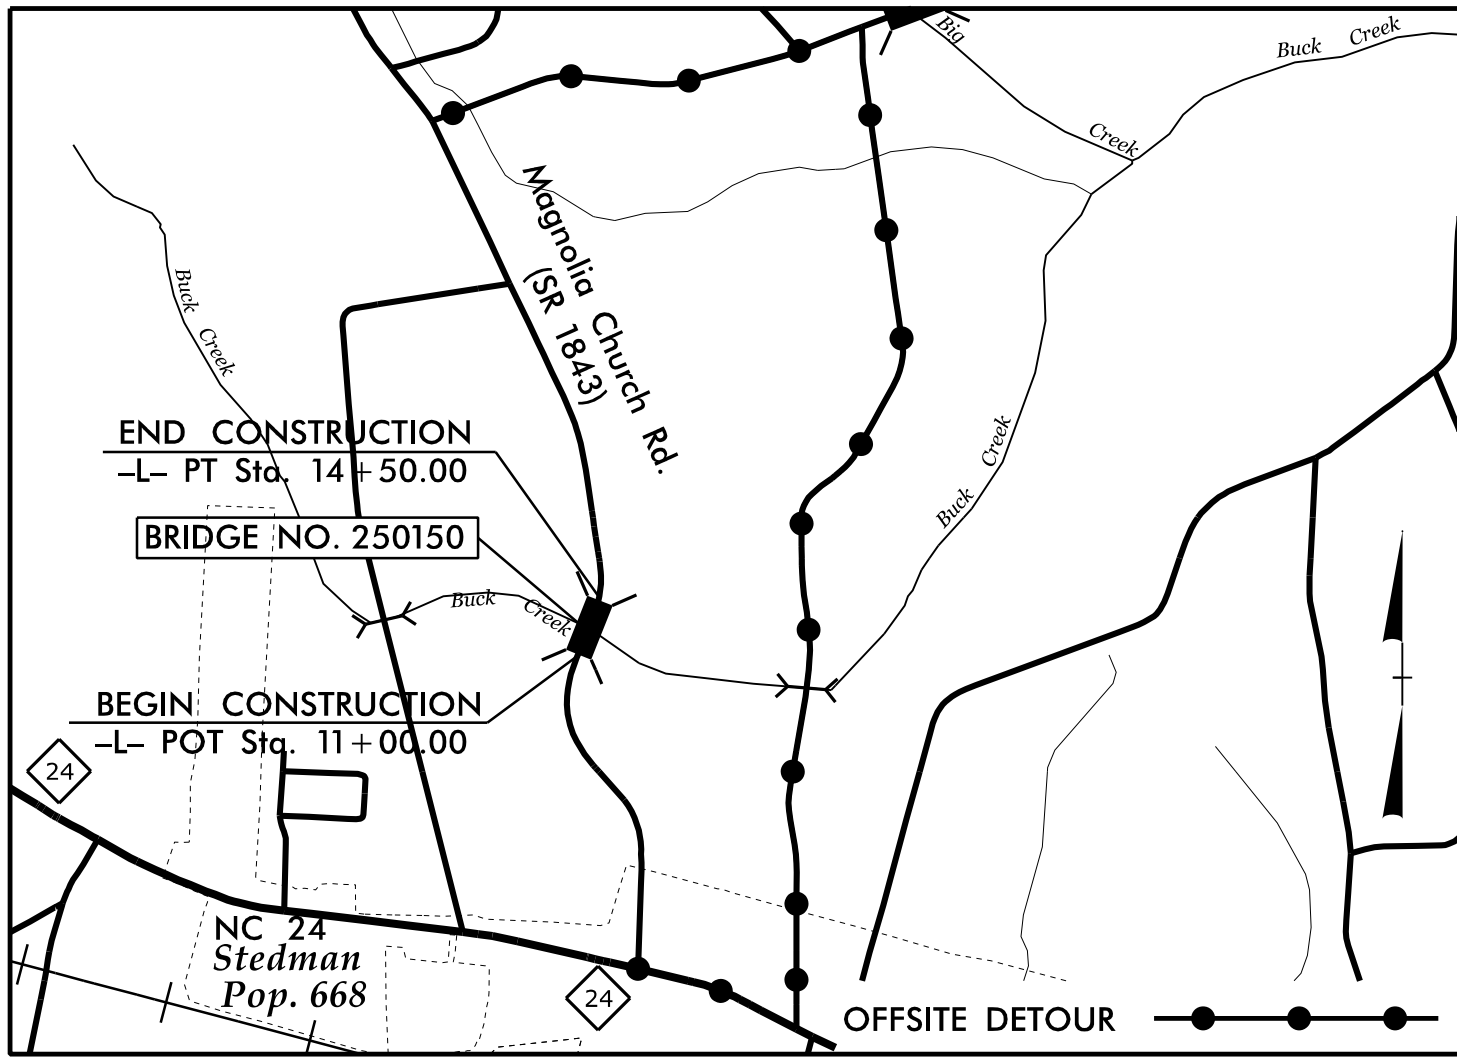 Big
Creek
Buck Creek
Magnolia Church Rd.
(SR 1843)
Buck
Creek
END CONSTRUCTION
-L- PT Sta. 14+50.00
BRIDGE NO. 250150
Buck Creek
Buck Creek
BEGIN CONSTRUCTION
-L- POT Sta. 11+00.00
24
NC 24
Stedman
Pop. 668
24
OFFSITE DETOUR